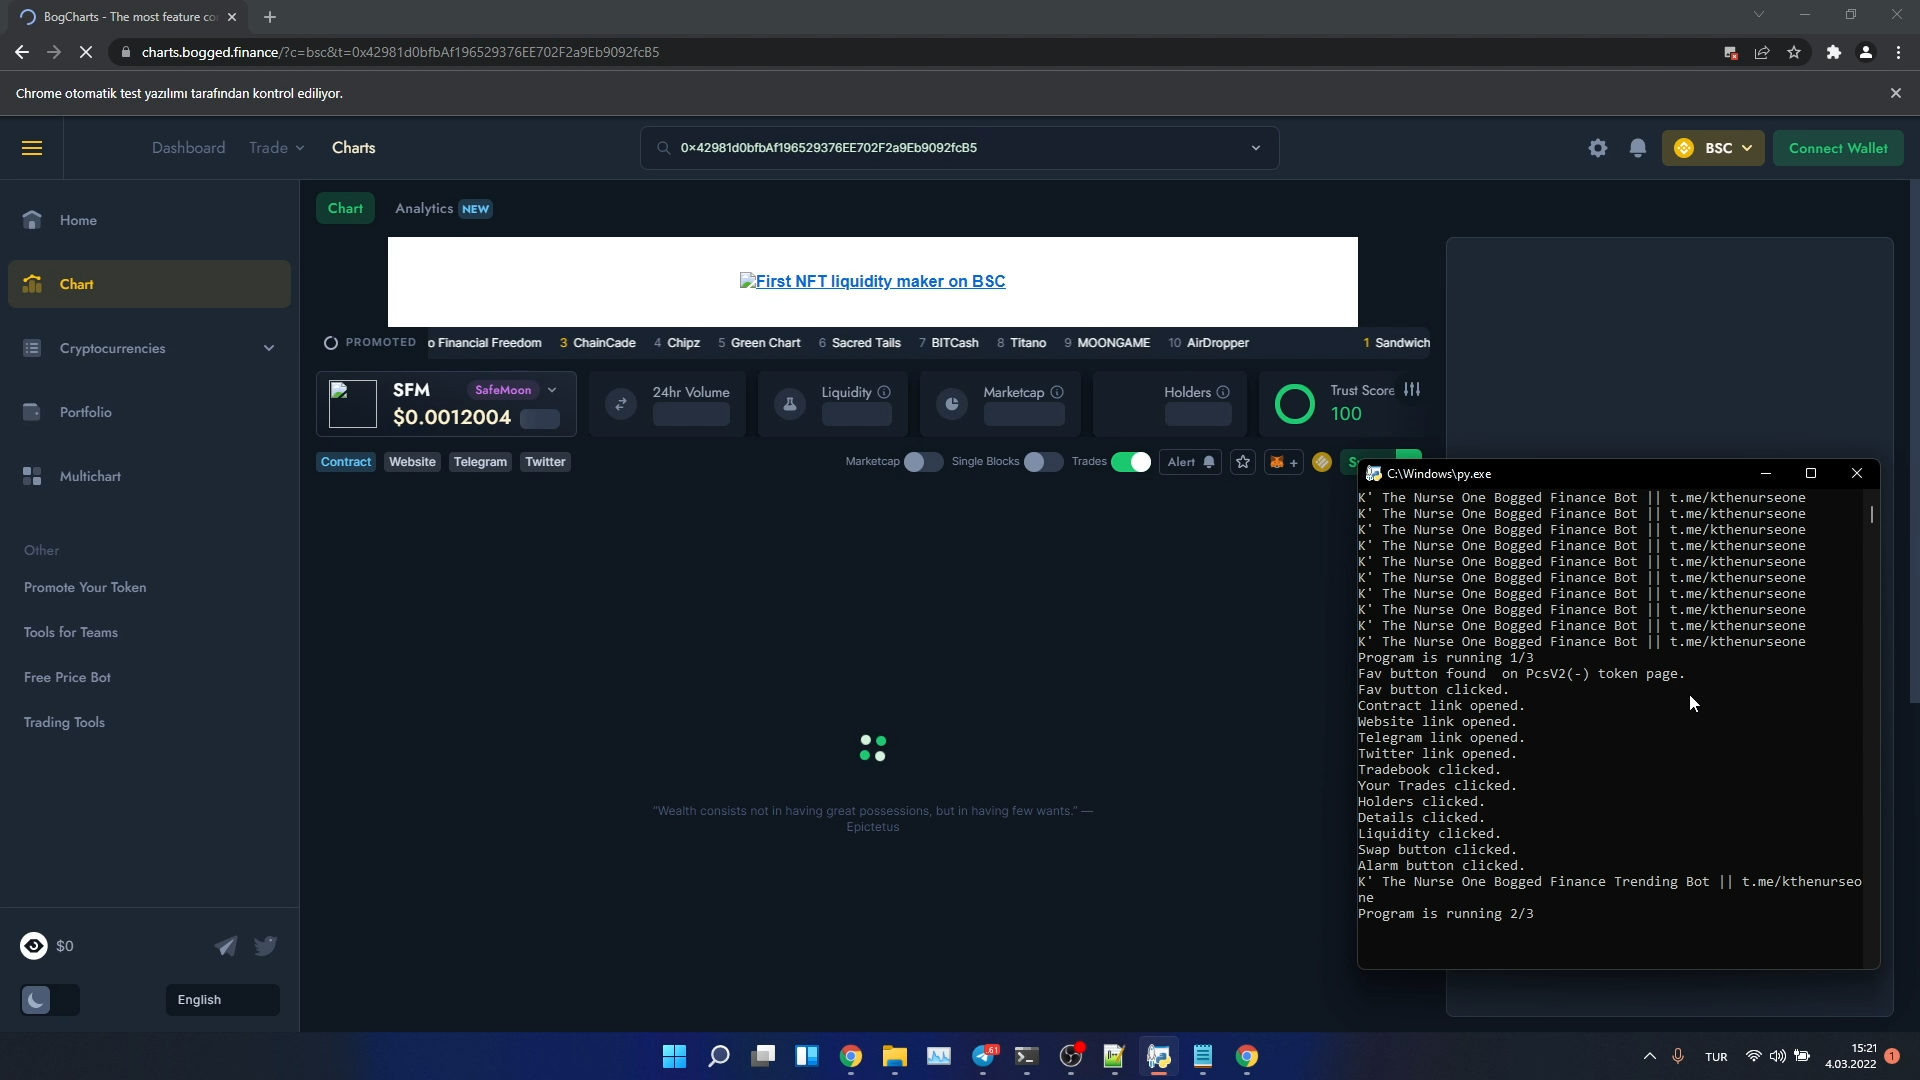 BogCharts - The most feature co
charts.bogged.finance/?c=bsc&t=0x42981d0bfbAf196529376EE702F2a9Eb9092fcB5
Chrome otomatik test yazılımı tarafından kontrol ediliyor.
Dashboard
Trade
Charts
0x42981d0bfbAf196529376EE702F2a9Eb9092fcB5
BSC
Connect Wallet
Home
Chart
Cryptocurrencies
Portfolio
Multichart
Other
Promote Your Token
Tools for Teams
Free Price Bot
Trading Tools
$0
English
Chart
Analytics NEW
First NFT liquidity maker on BSC
PROMOTED
o Financial Freedom 3 ChainCade 4 Chipz 5 Green Chart 6 Sacred Tails 7 BITCash 8 Titano 9 MOONGAME 10 AirDropper 1 Sandwich
SFM SafeMoon
$0.0012004
24hr Volume
Liquidity
Marketcap
Holders
Trust Score
100
Contract Website Telegram Twitter
Marketcap Single Blocks Trades Alert + S
"Wealth consists not in having great possessions, but in having few wants." —
Epictetus
C:\Windows\py.exe
K' The Nurse One Bogged Finance Bot || t.me/kthenurseone
K' The Nurse One Bogged Finance Bot || t.me/kthenurseone
K' The Nurse One Bogged Finance Bot || t.me/kthenurseone
K' The Nurse One Bogged Finance Bot || t.me/kthenurseone
K' The Nurse One Bogged Finance Bot || t.me/kthenurseone
K' The Nurse One Bogged Finance Bot || t.me/kthenurseone
K' The Nurse One Bogged Finance Bot || t.me/kthenurseone
K' The Nurse One Bogged Finance Bot || t.me/kthenurseone
K' The Nurse One Bogged Finance Bot || t.me/kthenurseone
K' The Nurse One Bogged Finance Bot || t.me/kthenurseone
Program is running 1/3
Fav button found  on PcsV2(-) token page.
Fav button clicked.
Contract link opened.
Website link opened.
Telegram link opened.
Twitter link opened.
Tradebook clicked.
Your Trades clicked.
Holders clicked.
Details clicked.
Liquidity clicked.
Swap button clicked.
Alarm button clicked.
K' The Nurse One Bogged Finance Trending Bot || t.me/kthenurseo
ne
Program is running 2/3
61
TUR
15:21
4.03.2022
1